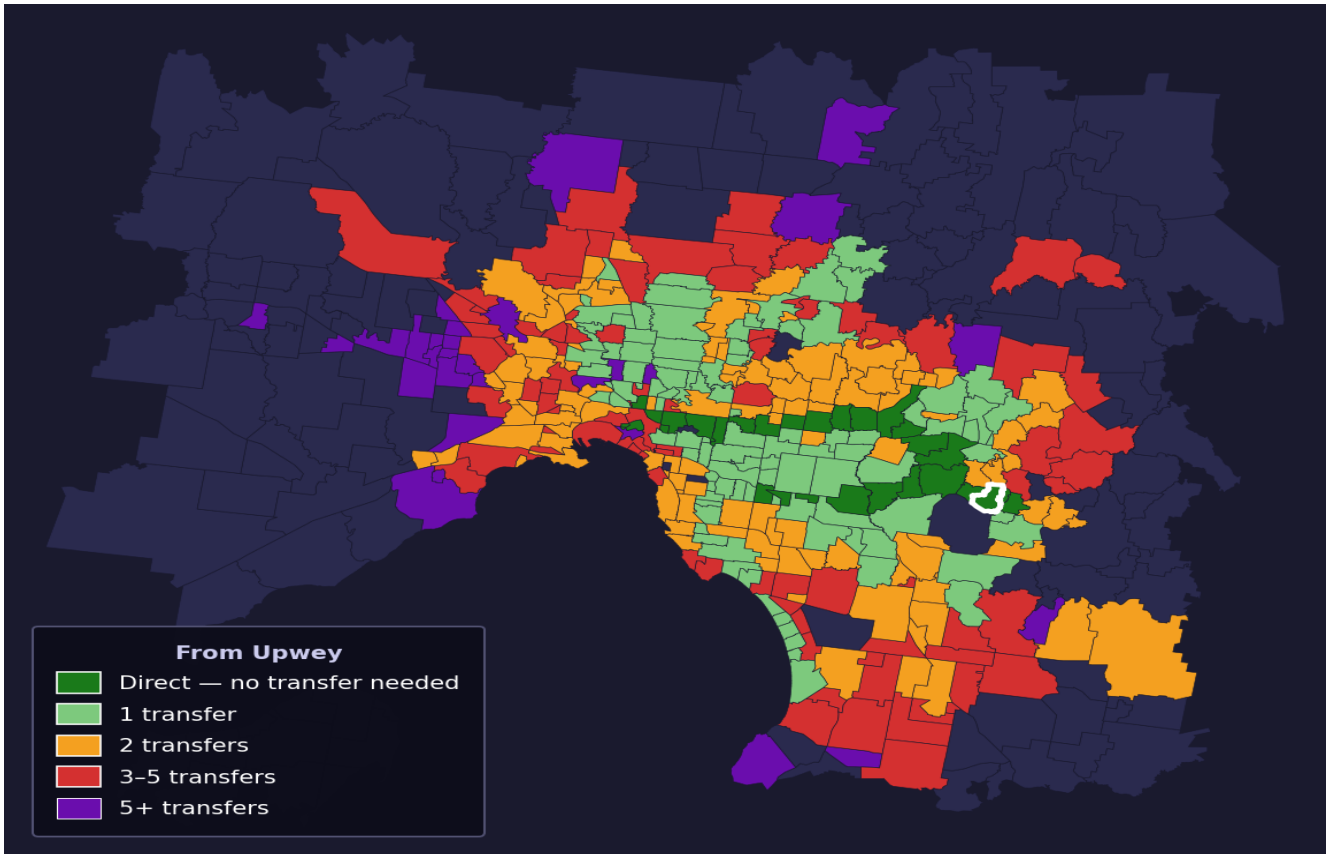 From Upwey
Direct — no transfer needed
1 transfer
2 transfers
3–5 transfers
5+ transfers